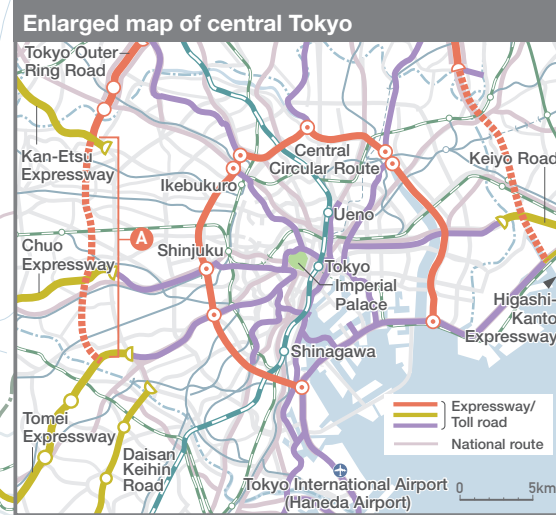 Enlarged map of central Tokyo
Tokyo Outer
Ring Road
Kan-Etsu
Expressway
Central
Circular Route
Keiyo Road
Ikebukuro
Ueno
A
Chuo
Expressway
Shinjuku
Tokyo
Imperial
Palace
Higashi-
Kanto
Expressway
Shinagawa
Tomei
Expressway
Daisan
Keihin
Road
Expressway/
Toll road
National route
Tokyo International Airport
(Haneda Airport)
0
5km